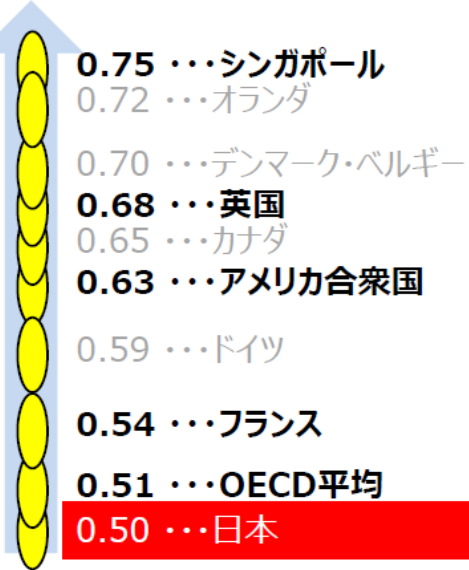 0.75 ・・・シンガポール
0.72 ・・・オランダ
0.70 ・・・デンマーク・ベルギー
0.68 ・・・英国
0.65 ・・・カナダ
0.63 ・・・アメリカ合衆国
0.59 ・・・ドイツ
0.54 ・・・フランス
0.51 ・・・OECD平均
0.50 ・・・日本